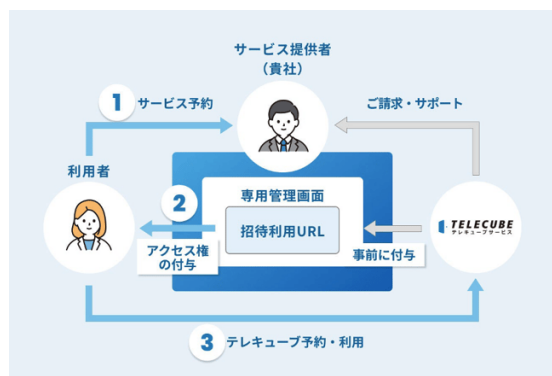 サービス提供者
（貴社）
1 サービス予約
ご請求・サポート
利用者
専用管理画面
2
招待利用URL
TELECUBE
テレキューブサービス
アクセス権
の付与
事前に付与
3 テレキューブ予約・利用